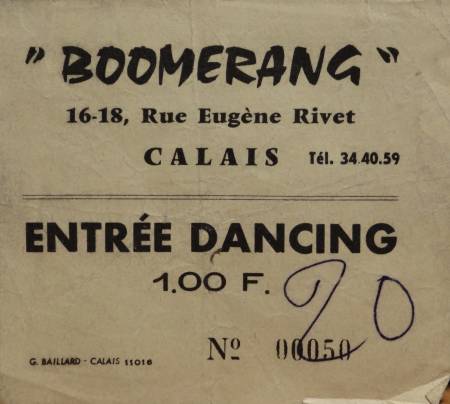 "BOOMERANG"
16-18, Rue Eugène Rivet
CALAIS Tél. 34.40.59
ENTRÉE DANCING
1.00 F.
20
Nº 00050
G. BAILLARD - CALAIS 11016